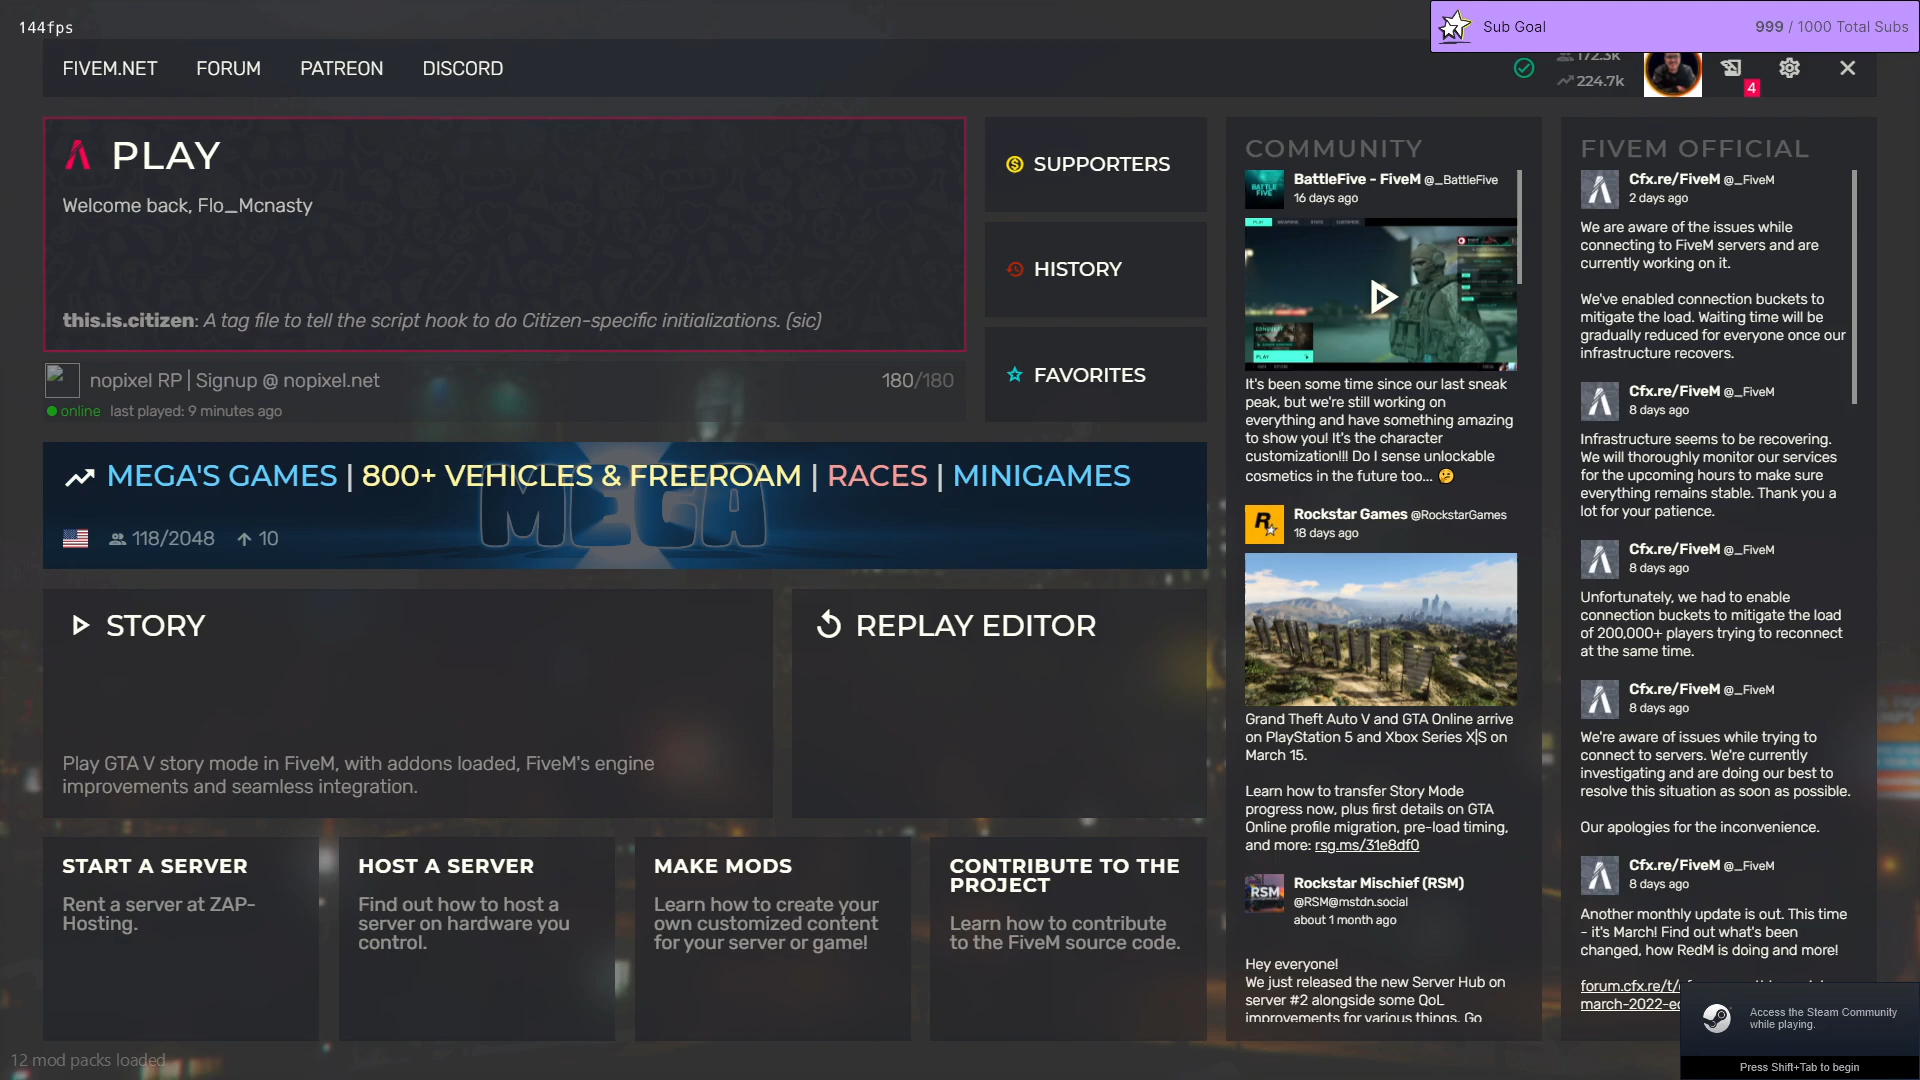 144fps
Sub Goal
999 / 1000 Total Subs
FIVEM.NET
FORUM
PATREON
DISCORD
172.3k
224.7k
4
PLAY
Welcome back, Flo_Mcnasty
this.is.citizen: A tag file to tell the script hook to do Citizen-specific initializations. (sic)
nopixel RP | Signup @ nopixel.net
180/180
online
last played: 9 minutes ago
SUPPORTERS
HISTORY
FAVORITES
MEGA'S GAMES | 800+ VEHICLES & FREEROAM | RACES | MINIGAMES
MEGA
118/2048
10
STORY
Play GTA V story mode in FiveM, with addons loaded, FiveM's engine
improvements and seamless integration.
REPLAY EDITOR
START A SERVER
Rent a server at ZAP-
Hosting.
HOST A SERVER
Find out how to host a
server on hardware you
control.
MAKE MODS
Learn how to create your
own customized content
for your server or game!
CONTRIBUTE TO THE
PROJECT
Learn how to contribute
to the FiveM source code.
12 mod packs loaded
COMMUNITY
BATTLE
FIVE
BattleFive - FiveM @_BattleFive
16 days ago
PLAY
It's been some time since our last sneak
peak, but we're still working on
everything and have something amazing
to show you! It's the character
customization!!! Do I sense unlockable
cosmetics in the future too... 🤔
Rockstar Games @RockstarGames
18 days ago
Grand Theft Auto V and GTA Online arrive
on PlayStation 5 and Xbox Series X|S on
March 15.
Learn how to transfer Story Mode
progress now, plus first details on GTA
Online profile migration, pre-load timing,
and more: rsg.ms/31e8df0
RSM
Rockstar Mischief (RSM)
@RSM@mstdn.social
about 1 month ago
Hey everyone!
We just released the new Server Hub on
server #2 alongside some QoL
improvements for various things. Go
FIVEM OFFICIAL
Cfx.re/FiveM @_FiveM
2 days ago
We are aware of the issues while
connecting to FiveM servers and are
currently working on it.
We've enabled connection buckets to
mitigate the load. Waiting time will be
gradually reduced for everyone once our
infrastructure recovers.
Cfx.re/FiveM @_FiveM
8 days ago
Infrastructure seems to be recovering.
We will thoroughly monitor our services
for the upcoming hours to make sure
everything remains stable. Thank you a
lot for your patience.
Cfx.re/FiveM @_FiveM
8 days ago
Unfortunately, we had to enable
connection buckets to mitigate the load
of 200,000+ players trying to reconnect
at the same time.
Cfx.re/FiveM @_FiveM
8 days ago
We're aware of issues while trying to
connect to servers. We're currently
investigating and are doing our best to
resolve this situation as soon as possible.
Our apologies for the inconvenience.
Cfx.re/FiveM @_FiveM
8 days ago
Another monthly update is out. This time
- it's March! Find out what's been
changed, how RedM is doing and more!
forum.cfx.re/t/
march-2022-
Access the Steam Community
while playing.
Press Shift+Tab to begin